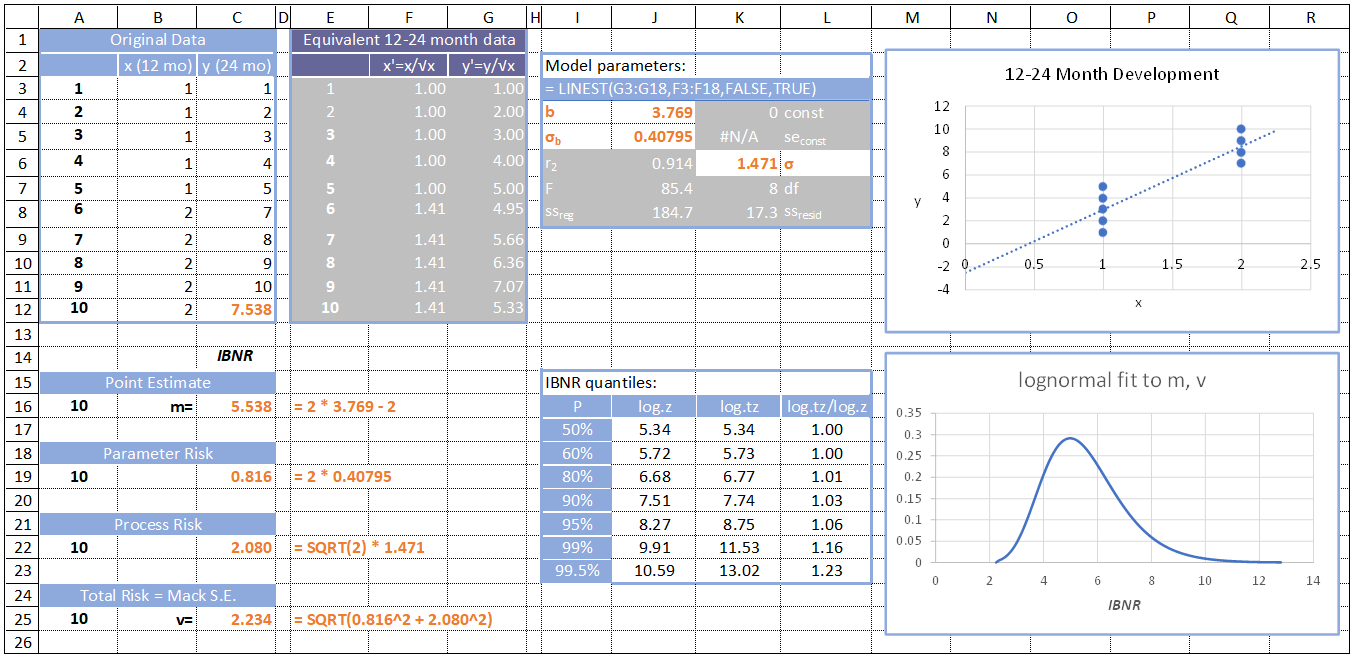 A B C D E F G H I J K L M N O P Q R
1 Original Data Equivalent 12-24 month data
2 x (12 mo) y (24 mo) x'=x/√x y'=y/√x Model parameters:
3 1 1 1 1 1.00 1.00 = LINEST(G3:G18,F3:F18,FALSE,TRUE)
4 2 1 2 2 1.00 2.00 b 3.769 0 const
5 3 1 3 3 1.00 3.00 σb 0.40795 #N/A seconst
6 4 1 4 4 1.00 4.00 r2 0.914 1.471 σ
7 5 1 5 5 1.00 5.00 F 85.4 8 df
8 6 2 7 6 1.41 4.95 ssreg 184.7 17.3 ssresid
9 7 2 8 7 1.41 5.66
10 8 2 9 8 1.41 6.36
11 9 2 10 9 1.41 7.07
12 10 2 7.538 10 1.41 5.33
13
14 IBNR
15 Point Estimate IBNR quantiles:
16 10 m= 5.538 = 2 * 3.769 - 2 P log.z log.tz log.tz/log.z
17 50% 5.34 5.34 1.00
18 Parameter Risk 60% 5.72 5.73 1.00
19 10 0.816 = 2 * 0.40795 80% 6.68 6.77 1.01
20 90% 7.51 7.74 1.03
21 Process Risk 95% 8.27 8.75 1.06
22 10 2.080 = SQRT(2) * 1.471 99% 9.91 11.53 1.16
23 99.5% 10.59 13.02 1.23
24 Total Risk = Mack S.E.
25 10 v= 2.234 = SQRT(0.816^2 + 2.080^2)
26
12-24 Month Development
12
10
8
6
4
2
0
-2
-4
y
0 0.5 1 1.5 2 2.5
x
lognormal fit to m, v
0.35
0.3
0.25
0.2
0.15
0.1
0.05
0
0 2 4 6 8 10 12 14
IBNR